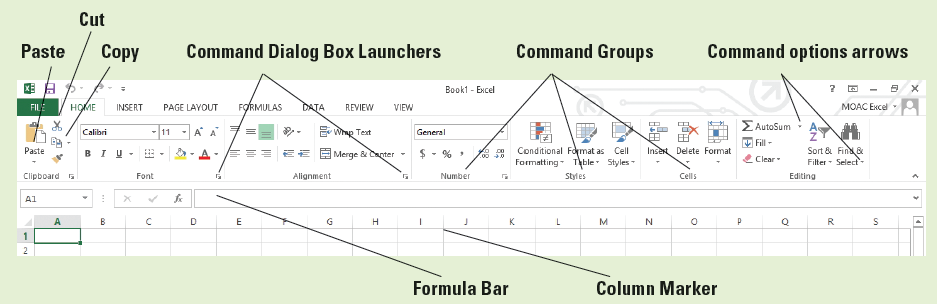 Cut
Paste Copy Command Dialog Box Launchers Command Groups Command options arrows
Book1 - Excel ?
FILE HOME INSERT PAGE LAYOUT FORMULAS DATA REVIEW VIEW MOAC Excel
Calibri 11 A A Wrap Text General Σ AutoSum A Z
Paste B I U A Merge & Center $ % , .00 Conditional Format as Cell Insert Delete Format Fill Sort & Find &
Formatting Table Styles Clear Filter Select
Clipboard Font Alignment Number Styles Cells Editing
A1 fx
A B C D E F G H I J K L M N O P Q R S
1
2
Formula Bar Column Marker